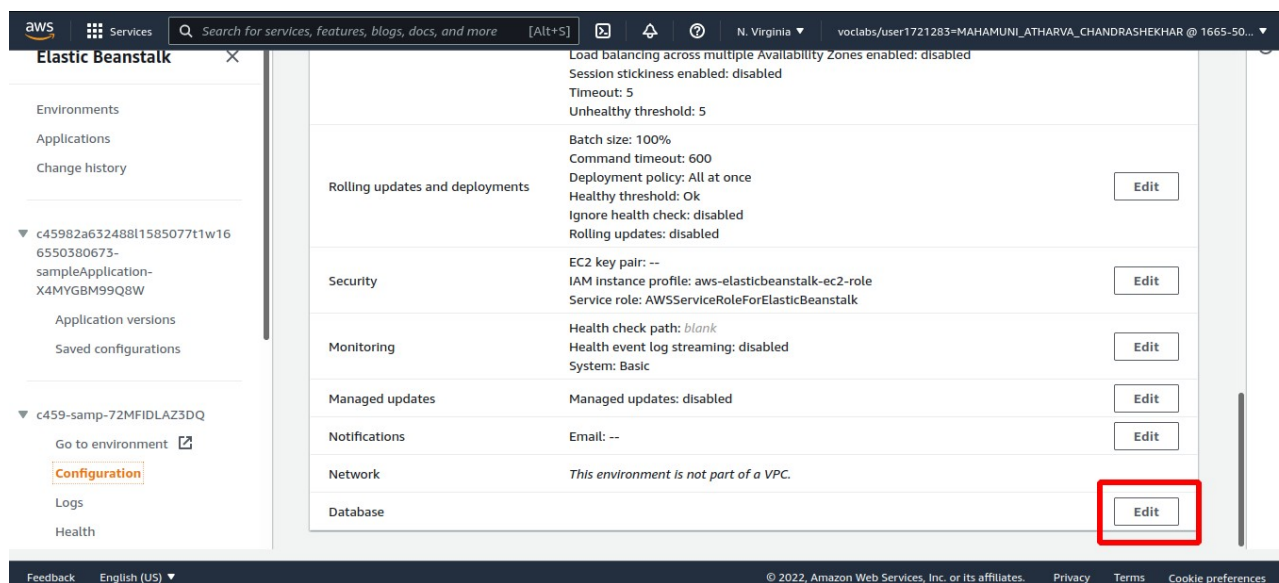 aws
Services
Search for services, features, blogs, docs, and more
[Alt+S]
N. Virginia ▼
voclabs/user1721283=MAHAMUNI_ATHARVA_CHANDRASHEKHAR @ 1665-50... ▼
Elastic Beanstalk
Environments
Applications
Change history
c45982a632488l1585077t1w16
6550380673-
sampleApplication-
X4MYGBM99Q8W
Application versions
Saved configurations
c459-samp-72MFIDLAZ3DQ
Go to environment
Configuration
Logs
Health
Load balancing across multiple Availability Zones enabled: disabled
Session stickiness enabled: disabled
Timeout: 5
Unhealthy threshold: 5
Rolling updates and deployments
Batch size: 100%
Command timeout: 600
Deployment policy: All at once
Healthy threshold: Ok
Ignore health check: disabled
Rolling updates: disabled
Edit
Security
EC2 key pair: --
IAM instance profile: aws-elasticbeanstalk-ec2-role
Service role: AWSServiceRoleForElasticBeanstalk
Edit
Monitoring
Health check path: blank
Health event log streaming: disabled
System: Basic
Edit
Managed updates
Managed updates: disabled
Edit
Notifications
Email: --
Edit
Network
This environment is not part of a VPC.
Database
Edit
Feedback
English (US) ▼
© 2022, Amazon Web Services, Inc. or its affiliates.
Privacy
Terms
Cookie preferences